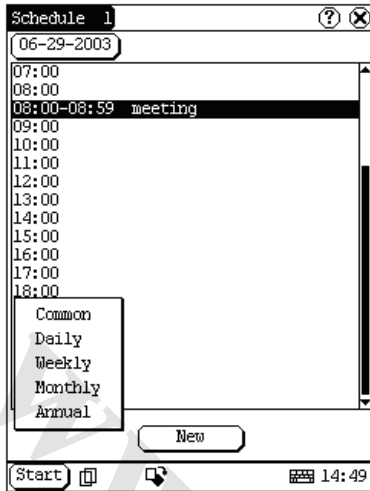 Schedule 1
06-29-2003
07:00
08:00
08:00-08:59 meeting
09:00
10:00
11:00
12:00
13:00
14:00
15:00
16:00
17:00
18:00
Common
Daily
Weekly
Monthly
Annual
New
Start 14:49